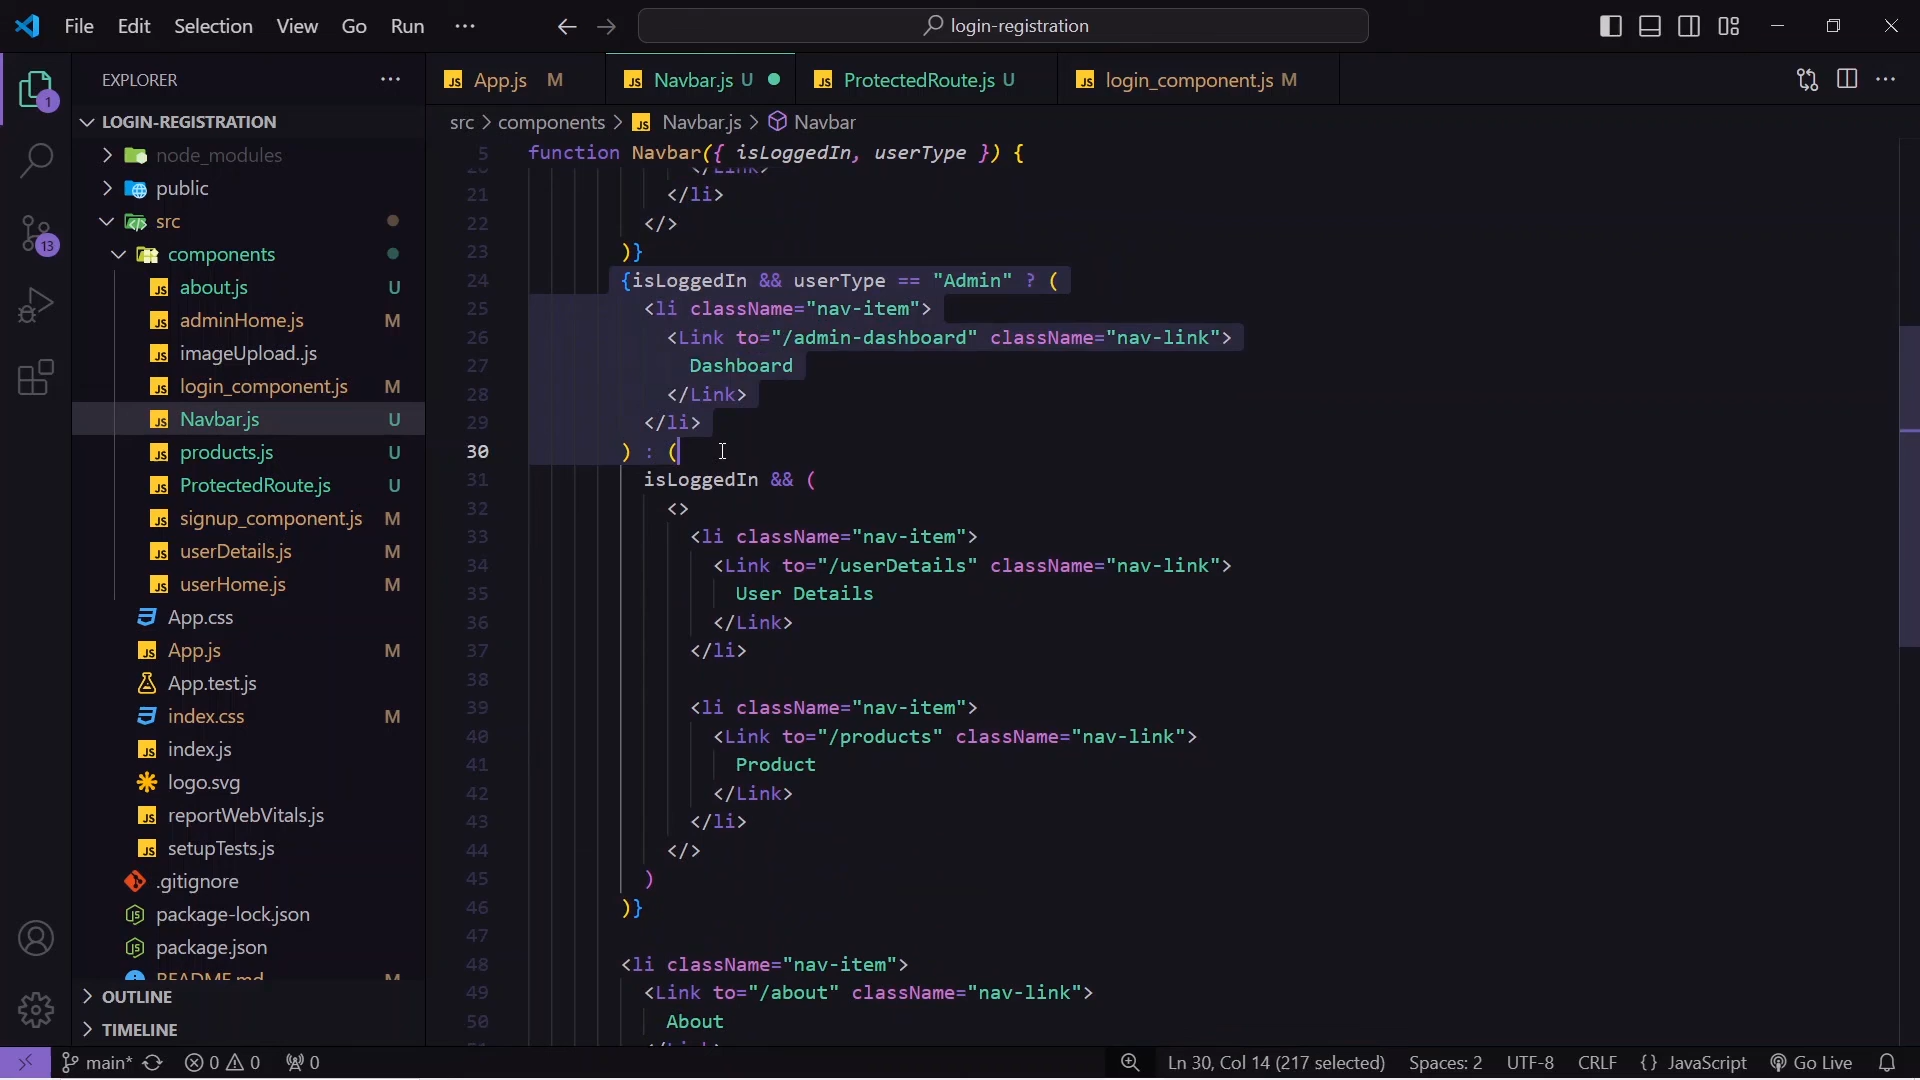 File Edit Selection View Go Run ··· login-registration
EXPLORER ···
LOGIN-REGISTRATION
node_modules
public
src
components
about.js U
adminHome.js M
imageUpload..js
login_component.js M
Navbar.js U
products.js U
ProtectedRoute.js U
signup_component.js M
userDetails.js M
userHome.js M
App.css
App.js M
App.test.js
index.css M
index.js
logo.svg
reportWebVitals.js
setupTests.js
.gitignore
package-lock.json
package.json
README.md M
OUTLINE
TIMELINE
1
13
App.js M Navbar.js U ProtectedRoute.js U login_component.js M
src > components > Navbar.js > Navbar
5 function Navbar({ isLoggedIn, userType }) {
20 </Link>
21 </li>
22 </>
23 )}
24 {isLoggedIn && userType == "Admin" ? (
25 <li className="nav-item">
26 <Link to="/admin-dashboard" className="nav-link">
27 Dashboard
28 </Link>
29 </li>
30 ) : (
31 isLoggedIn && (
32 <>
33 <li className="nav-item">
34 <Link to="/userDetails" className="nav-link">
35 User Details
36 </Link>
37 </li>
38
39 <li className="nav-item">
40 <Link to="/products" className="nav-link">
41 Product
42 </Link>
43 </li>
44 </>
45 )
46 )}
47
48 <li className="nav-item">
49 <Link to="/about" className="nav-link">
50 About
</Link>
main* 0 0 0 Ln 30, Col 14 (217 selected) Spaces: 2 UTF-8 CRLF {} JavaScript Go Live